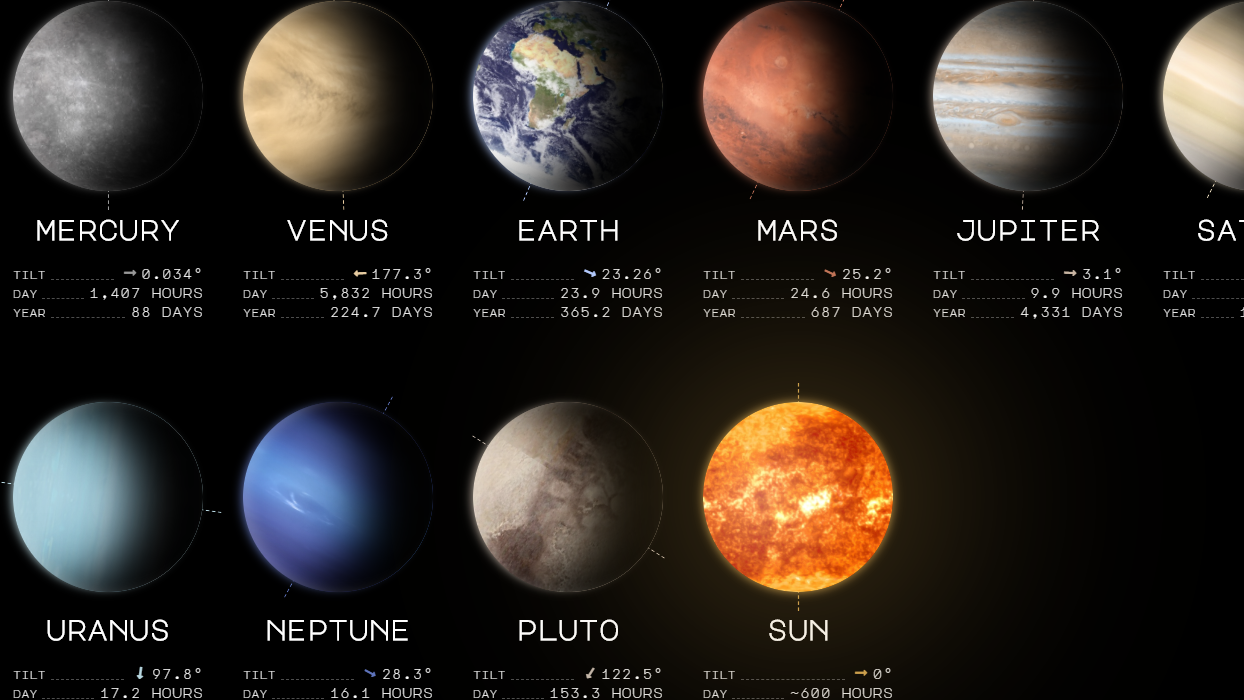 MERCURY
TILT 0.034°
DAY 1,407 HOURS
YEAR 88 DAYS
VENUS
TILT 177.3°
DAY 5,832 HOURS
YEAR 224.7 DAYS
EARTH
TILT 23.26°
DAY 23.9 HOURS
YEAR 365.2 DAYS
MARS
TILT 25.2°
DAY 24.6 HOURS
YEAR 687 DAYS
JUPITER
TILT 3.1°
DAY 9.9 HOURS
YEAR 4,331 DAYS
SAT
TILT
DAY
YEAR
URANUS
TILT 97.8°
DAY 17.2 HOURS
NEPTUNE
TILT 28.3°
DAY 16.1 HOURS
PLUTO
TILT 122.5°
DAY 153.3 HOURS
SUN
TILT 0°
DAY ~600 HOURS